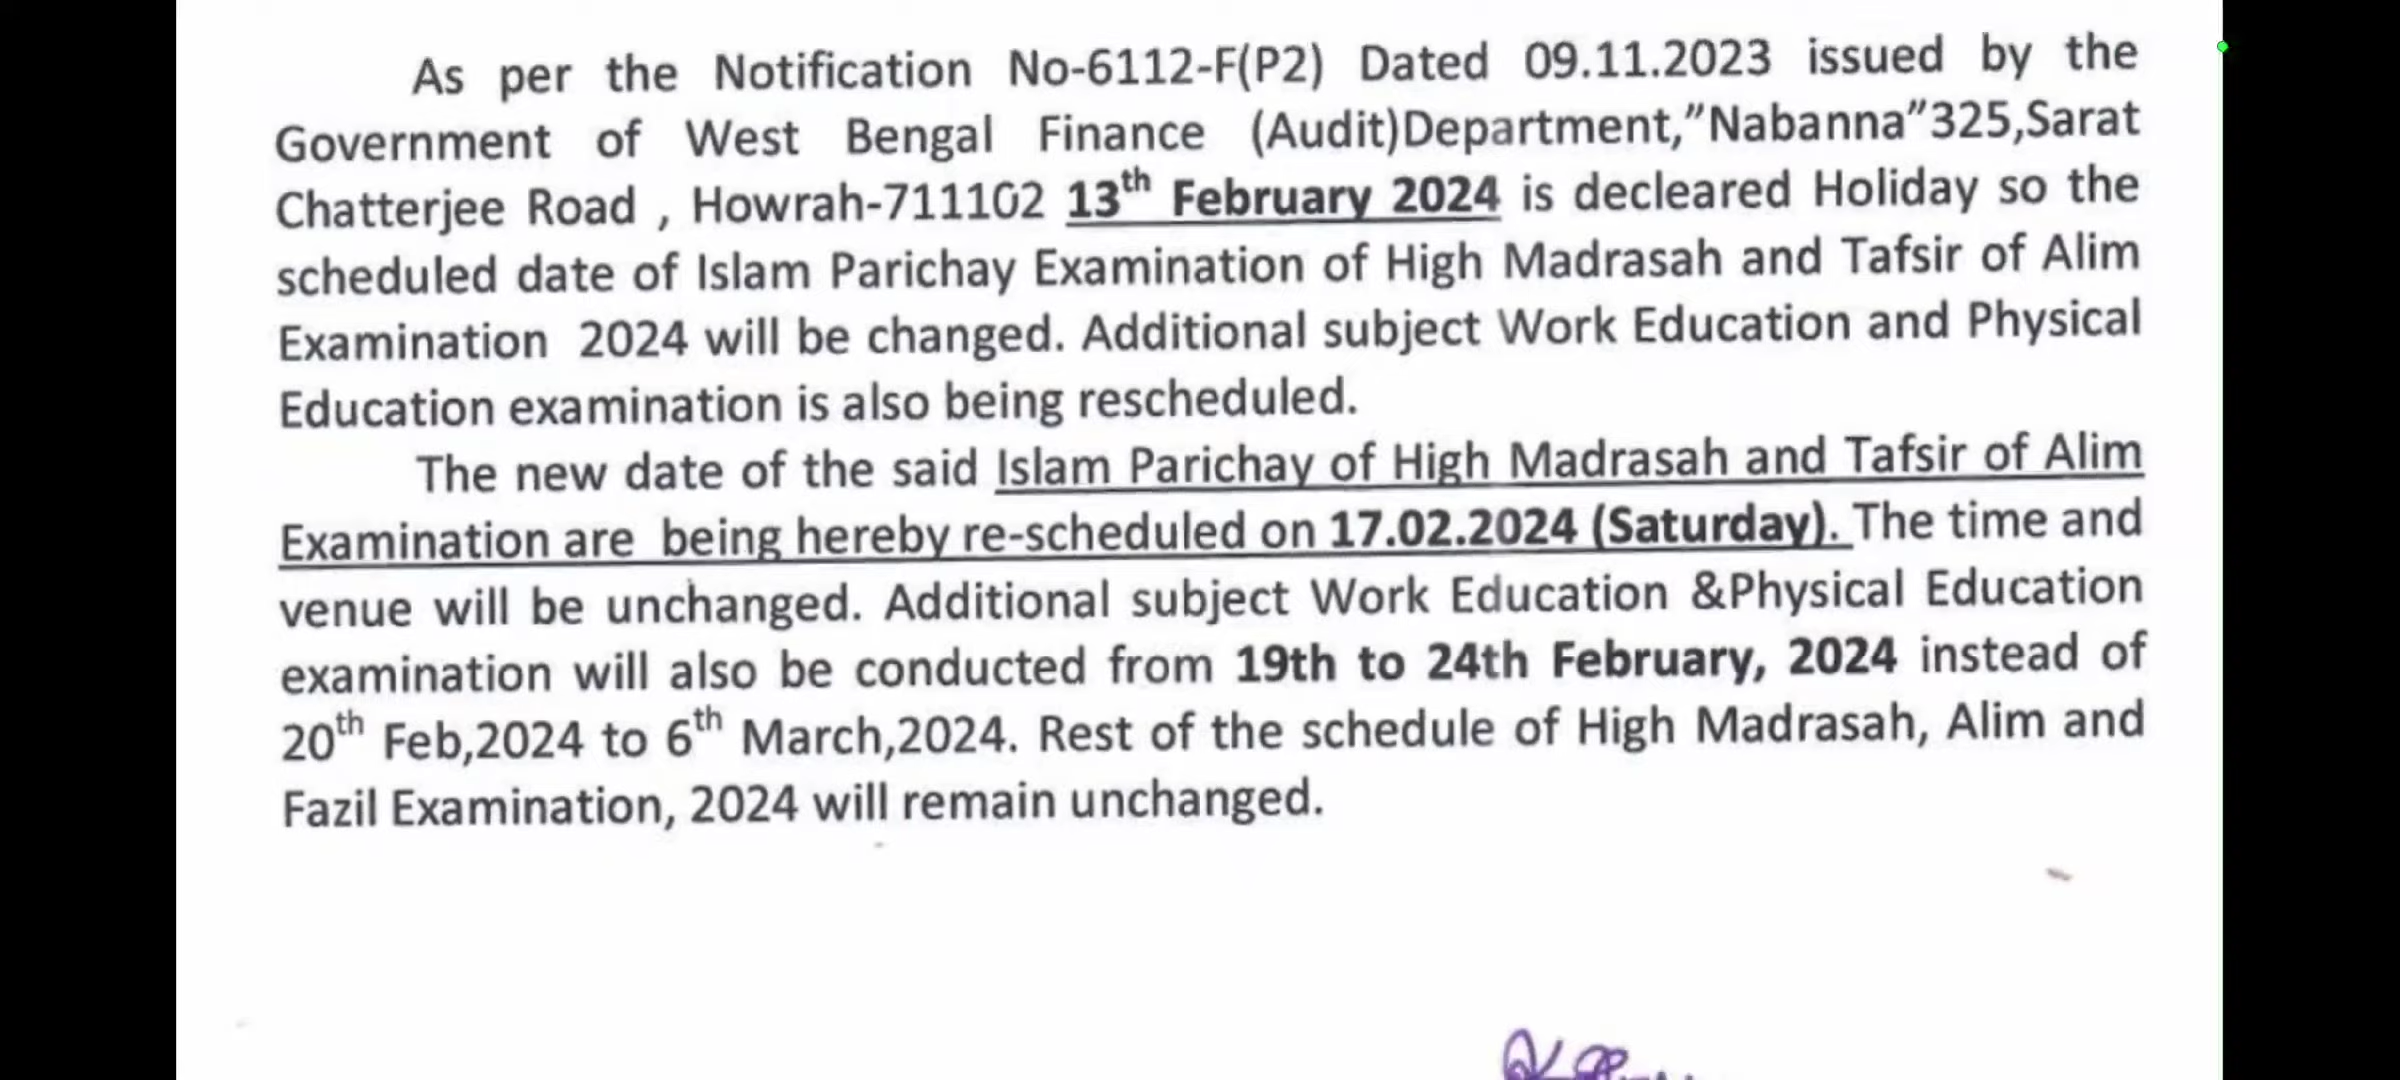 As per the Notification No-6112-F(P2) Dated 09.11.2023 issued by the
Government of West Bengal Finance (Audit)Department,”Nabanna”325,Sarat
Chatterjee Road , Howrah-711102 13th February 2024 is decleared Holiday so the
scheduled date of Islam Parichay Examination of High Madrasah and Tafsir of Alim
Examination 2024 will be changed. Additional subject Work Education and Physical
Education examination is also being rescheduled.
The new date of the said Islam Parichay of High Madrasah and Tafsir of Alim
Examination are being hereby re-scheduled on 17.02.2024 (Saturday). The time and
venue will be unchanged. Additional subject Work Education &Physical Education
examination will also be conducted from 19th to 24th February, 2024 instead of
20th Feb,2024 to 6th March,2024. Rest of the schedule of High Madrasah, Alim and
Fazil Examination, 2024 will remain unchanged.